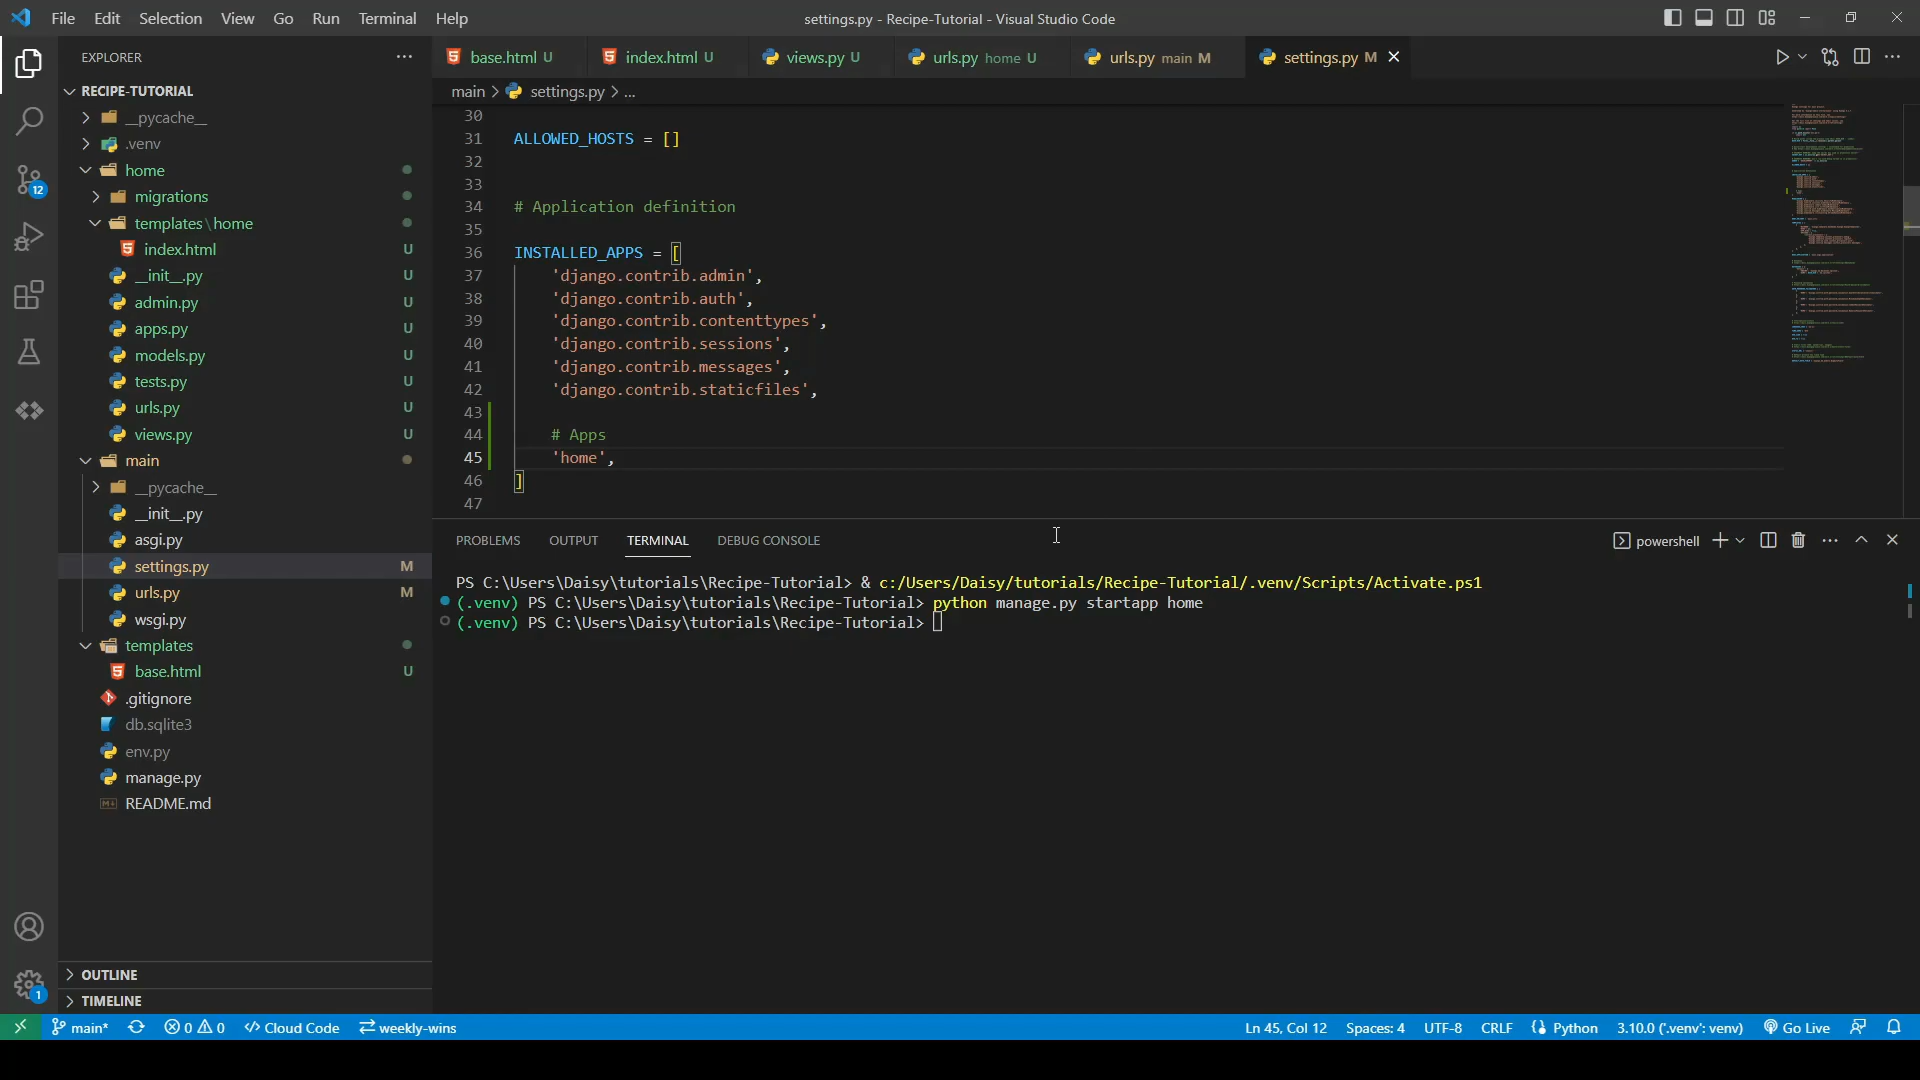 File Edit Selection View Go Run Terminal Help
settings.py - Recipe-Tutorial - Visual Studio Code
EXPLORER
base.html U
index.html U
views.py U
urls.py home U
urls.py main M
settings.py M
RECIPE-TUTORIAL
__pycache__
.venv
home
migrations
templates\home
index.html U
__init__.py U
admin.py U
apps.py U
models.py U
tests.py U
urls.py U
views.py U
main
__pycache__
__init__.py
asgi.py
settings.py M
urls.py M
wsgi.py
templates
base.html U
.gitignore
db.sqlite3
env.py
manage.py
README.md
OUTLINE
TIMELINE
12
1
main > settings.py > ...
30
31 ALLOWED_HOSTS = []
32
33
34 # Application definition
35
36 INSTALLED_APPS = [
37 'django.contrib.admin',
38 'django.contrib.auth',
39 'django.contrib.contenttypes',
40 'django.contrib.sessions',
41 'django.contrib.messages',
42 'django.contrib.staticfiles',
43
44 # Apps
45 'home',
46 ]
47
PROBLEMS OUTPUT TERMINAL DEBUG CONSOLE
powershell
PS C:\Users\Daisy\tutorials\Recipe-Tutorial> & c:/Users/Daisy/tutorials/Recipe-Tutorial/.venv/Scripts/Activate.ps1
(.venv) PS C:\Users\Daisy\tutorials\Recipe-Tutorial> python manage.py startapp home
(.venv) PS C:\Users\Daisy\tutorials\Recipe-Tutorial>
main* 0 0 Cloud Code weekly-wins
Ln 45, Col 12 Spaces: 4 UTF-8 CRLF Python 3.10.0 ('.venv': venv) Go Live